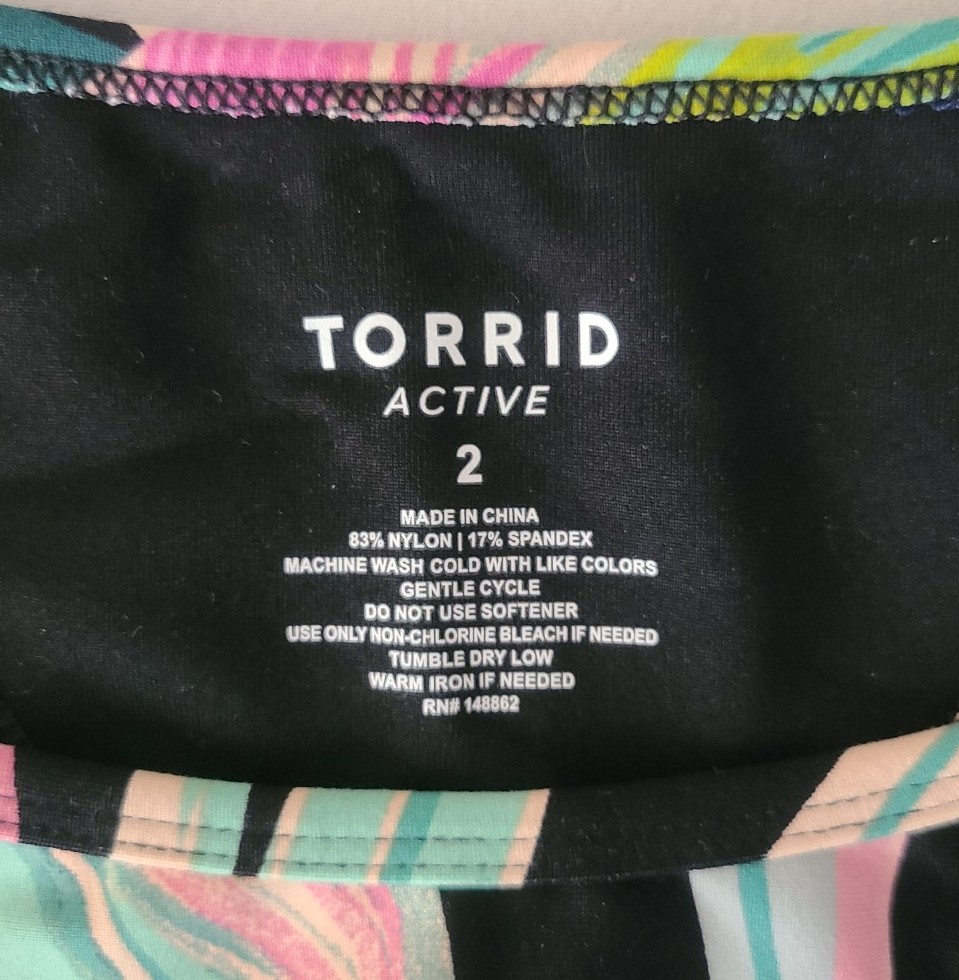 TORRID
ACTIVE
2
MADE IN CHINA
83% NYLON | 17% SPANDEX
MACHINE WASH COLD WITH LIKE COLORS
GENTLE CYCLE
DO NOT USE SOFTENER
USE ONLY NON-CHLORINE BLEACH IF NEEDED
TUMBLE DRY LOW
WARM IRON IF NEEDED
RN# 148862